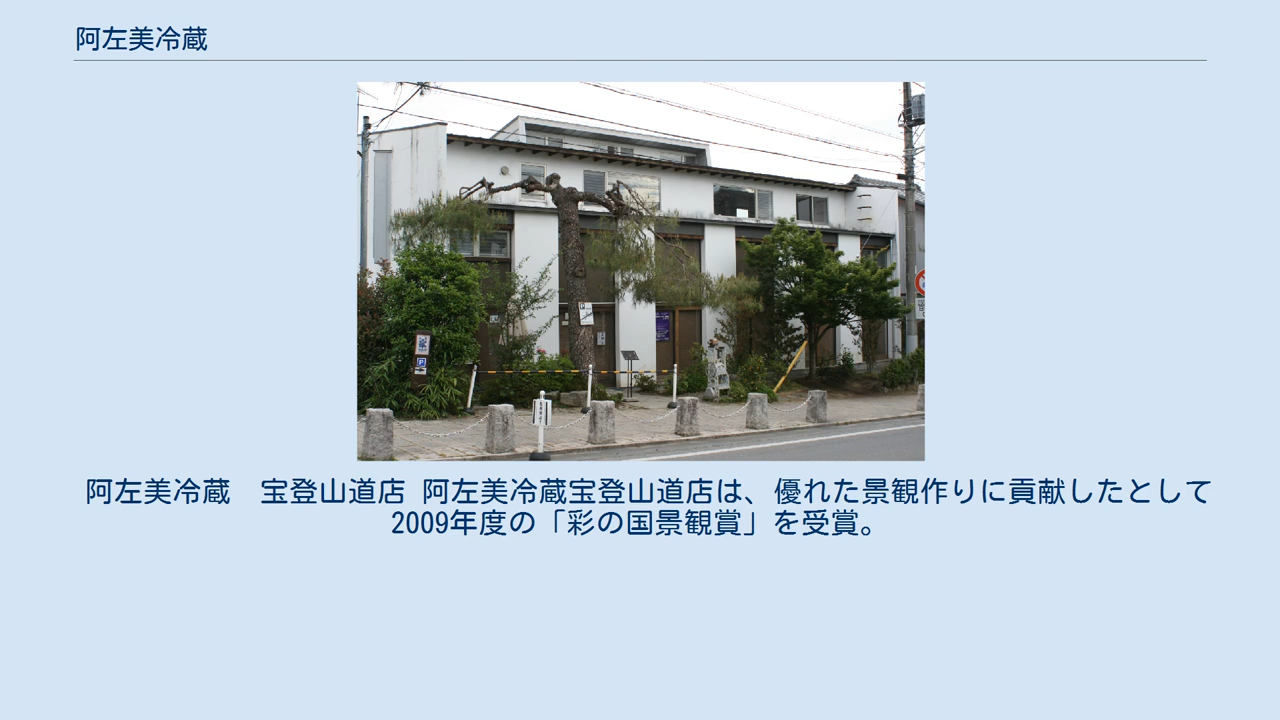 阿左美冷蔵
阿左美冷蔵　宝登山道店 阿左美冷蔵宝登山道店は、優れた景観作りに貢献したとして
2009年度の「彩の国景観賞」を受賞。
P